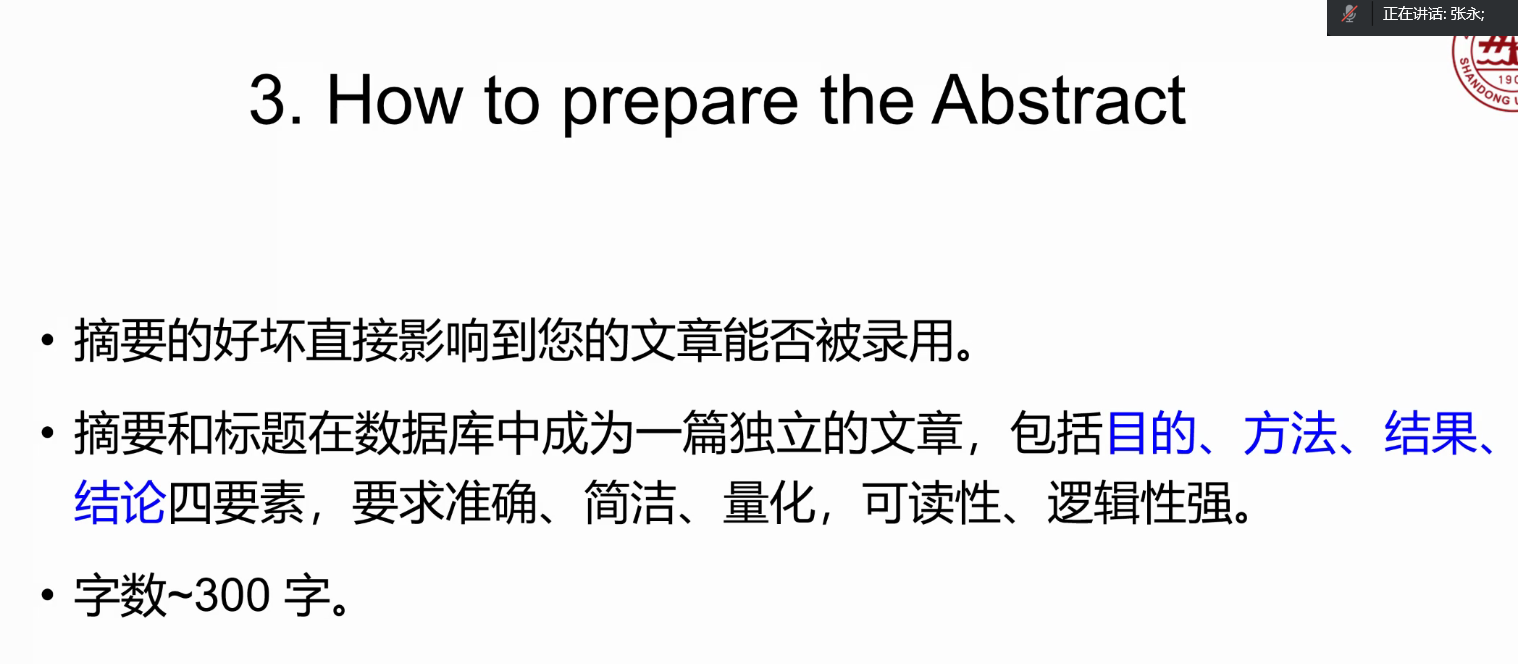 正在讲话: 张永;
SHANDONG U
190
3. How to prepare the Abstract
• 摘要的好坏直接影响到您的文章能否被录用。
• 摘要和标题在数据库中成为一篇独立的文章，包括目的、方法、结果、
结论四要素，要求准确、简洁、量化，可读性、逻辑性强。
• 字数~300 字。